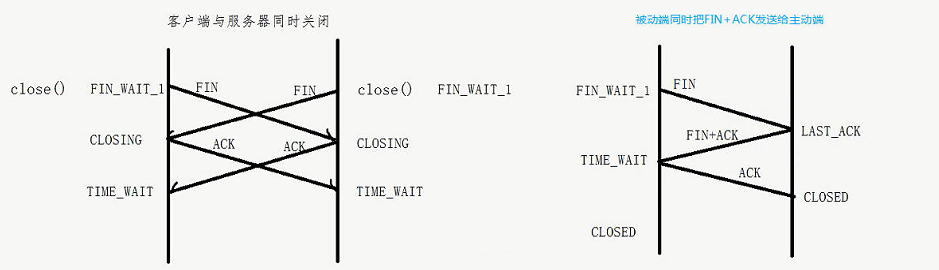 客户端与服务器同时关闭
close() FIN_WAIT_1 FIN FIN close() FIN_WAIT_1
CLOSING ACK ACK CLOSING
TIME_WAIT TIME_WAIT
被动端同时把FIN+ACK发送给主动端
FIN_WAIT_1 FIN
FIN+ACK LAST_ACK
TIME_WAIT ACK
CLOSED
CLOSED